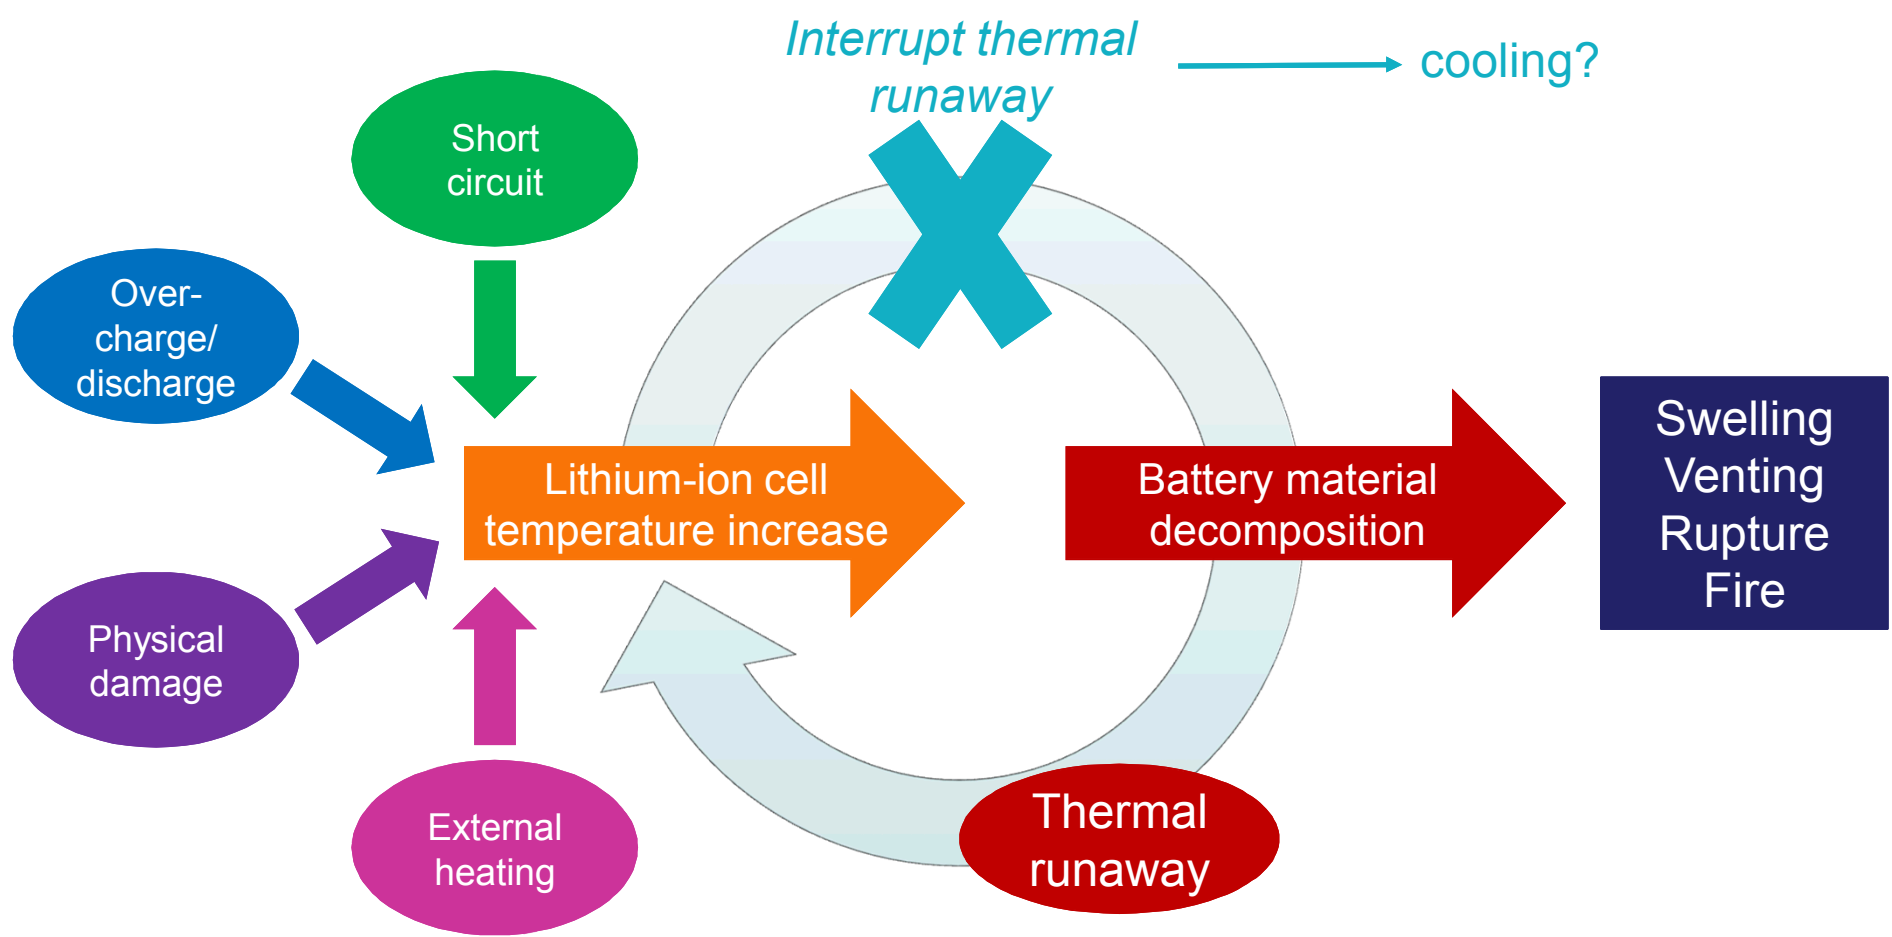 Interrupt thermal
runaway
cooling?
Short
circuit
Over-
charge/
discharge
Lithium-ion cell
temperature increase
Battery material
decomposition
Swelling
Venting
Rupture
Fire
Physical
damage
External
heating
Thermal
runaway